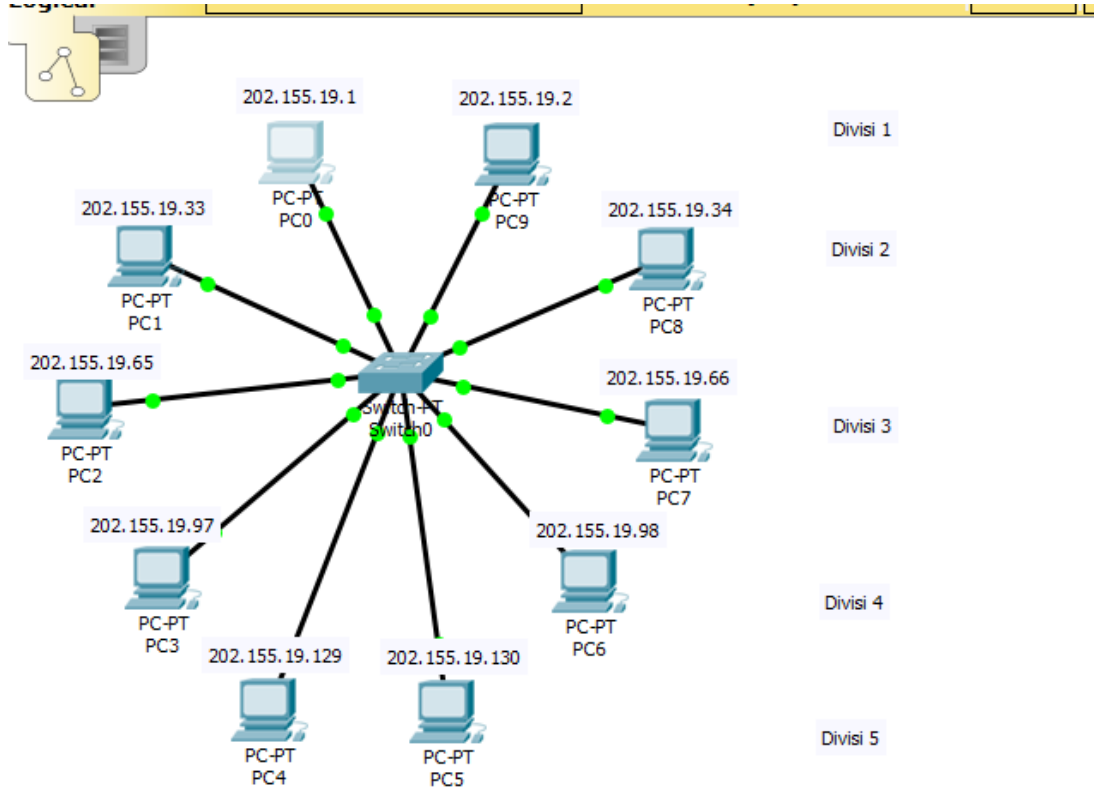 Logical
202.155.19.1
202.155.19.2
Divisi 1
PC-PT
PC0
PC-PT
PC9
202.155.19.33
202.155.19.34
Divisi 2
PC-PT
PC1
PC-PT
PC8
202.155.19.65
202.155.19.66
Switch-PT
Switch0
Divisi 3
PC-PT
PC2
PC-PT
PC7
202.155.19.97
202.155.19.98
Divisi 4
PC-PT
PC3
PC-PT
PC6
202.155.19.129
202.155.19.130
Divisi 5
PC-PT
PC4
PC-PT
PC5